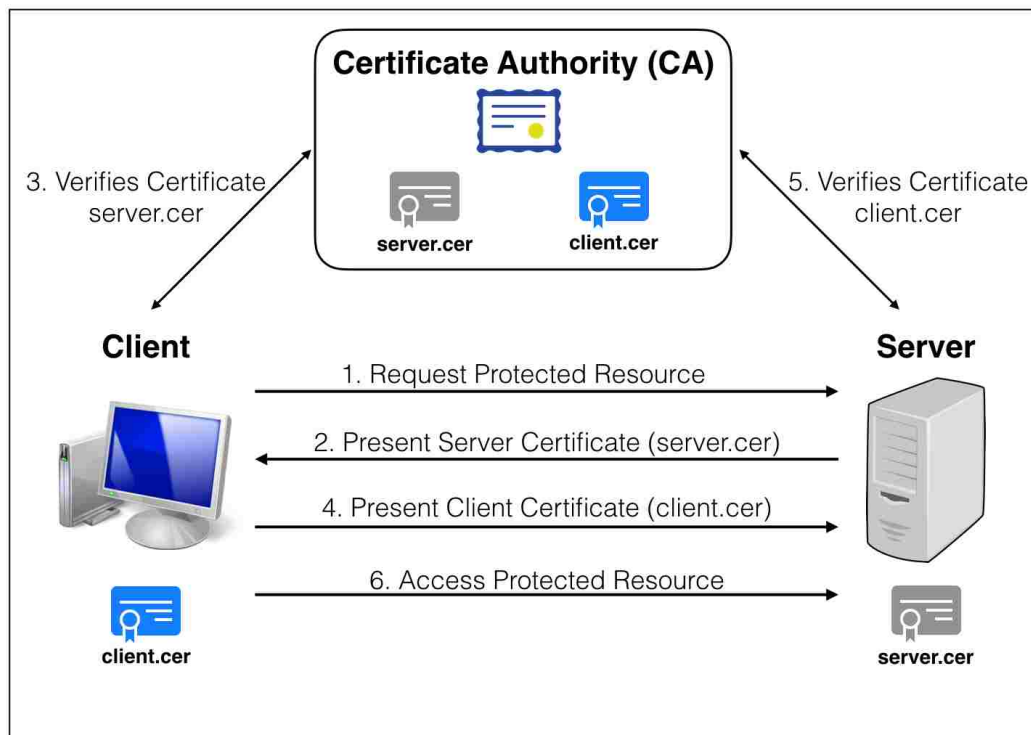 Certificate Authority (CA)
server.cer
client.cer
3. Verifies Certificate
server.cer
5. Verifies Certificate
client.cer
Client
Server
1. Request Protected Resource
2. Present Server Certificate (server.cer)
4. Present Client Certificate (client.cer)
6. Access Protected Resource
client.cer
server.cer